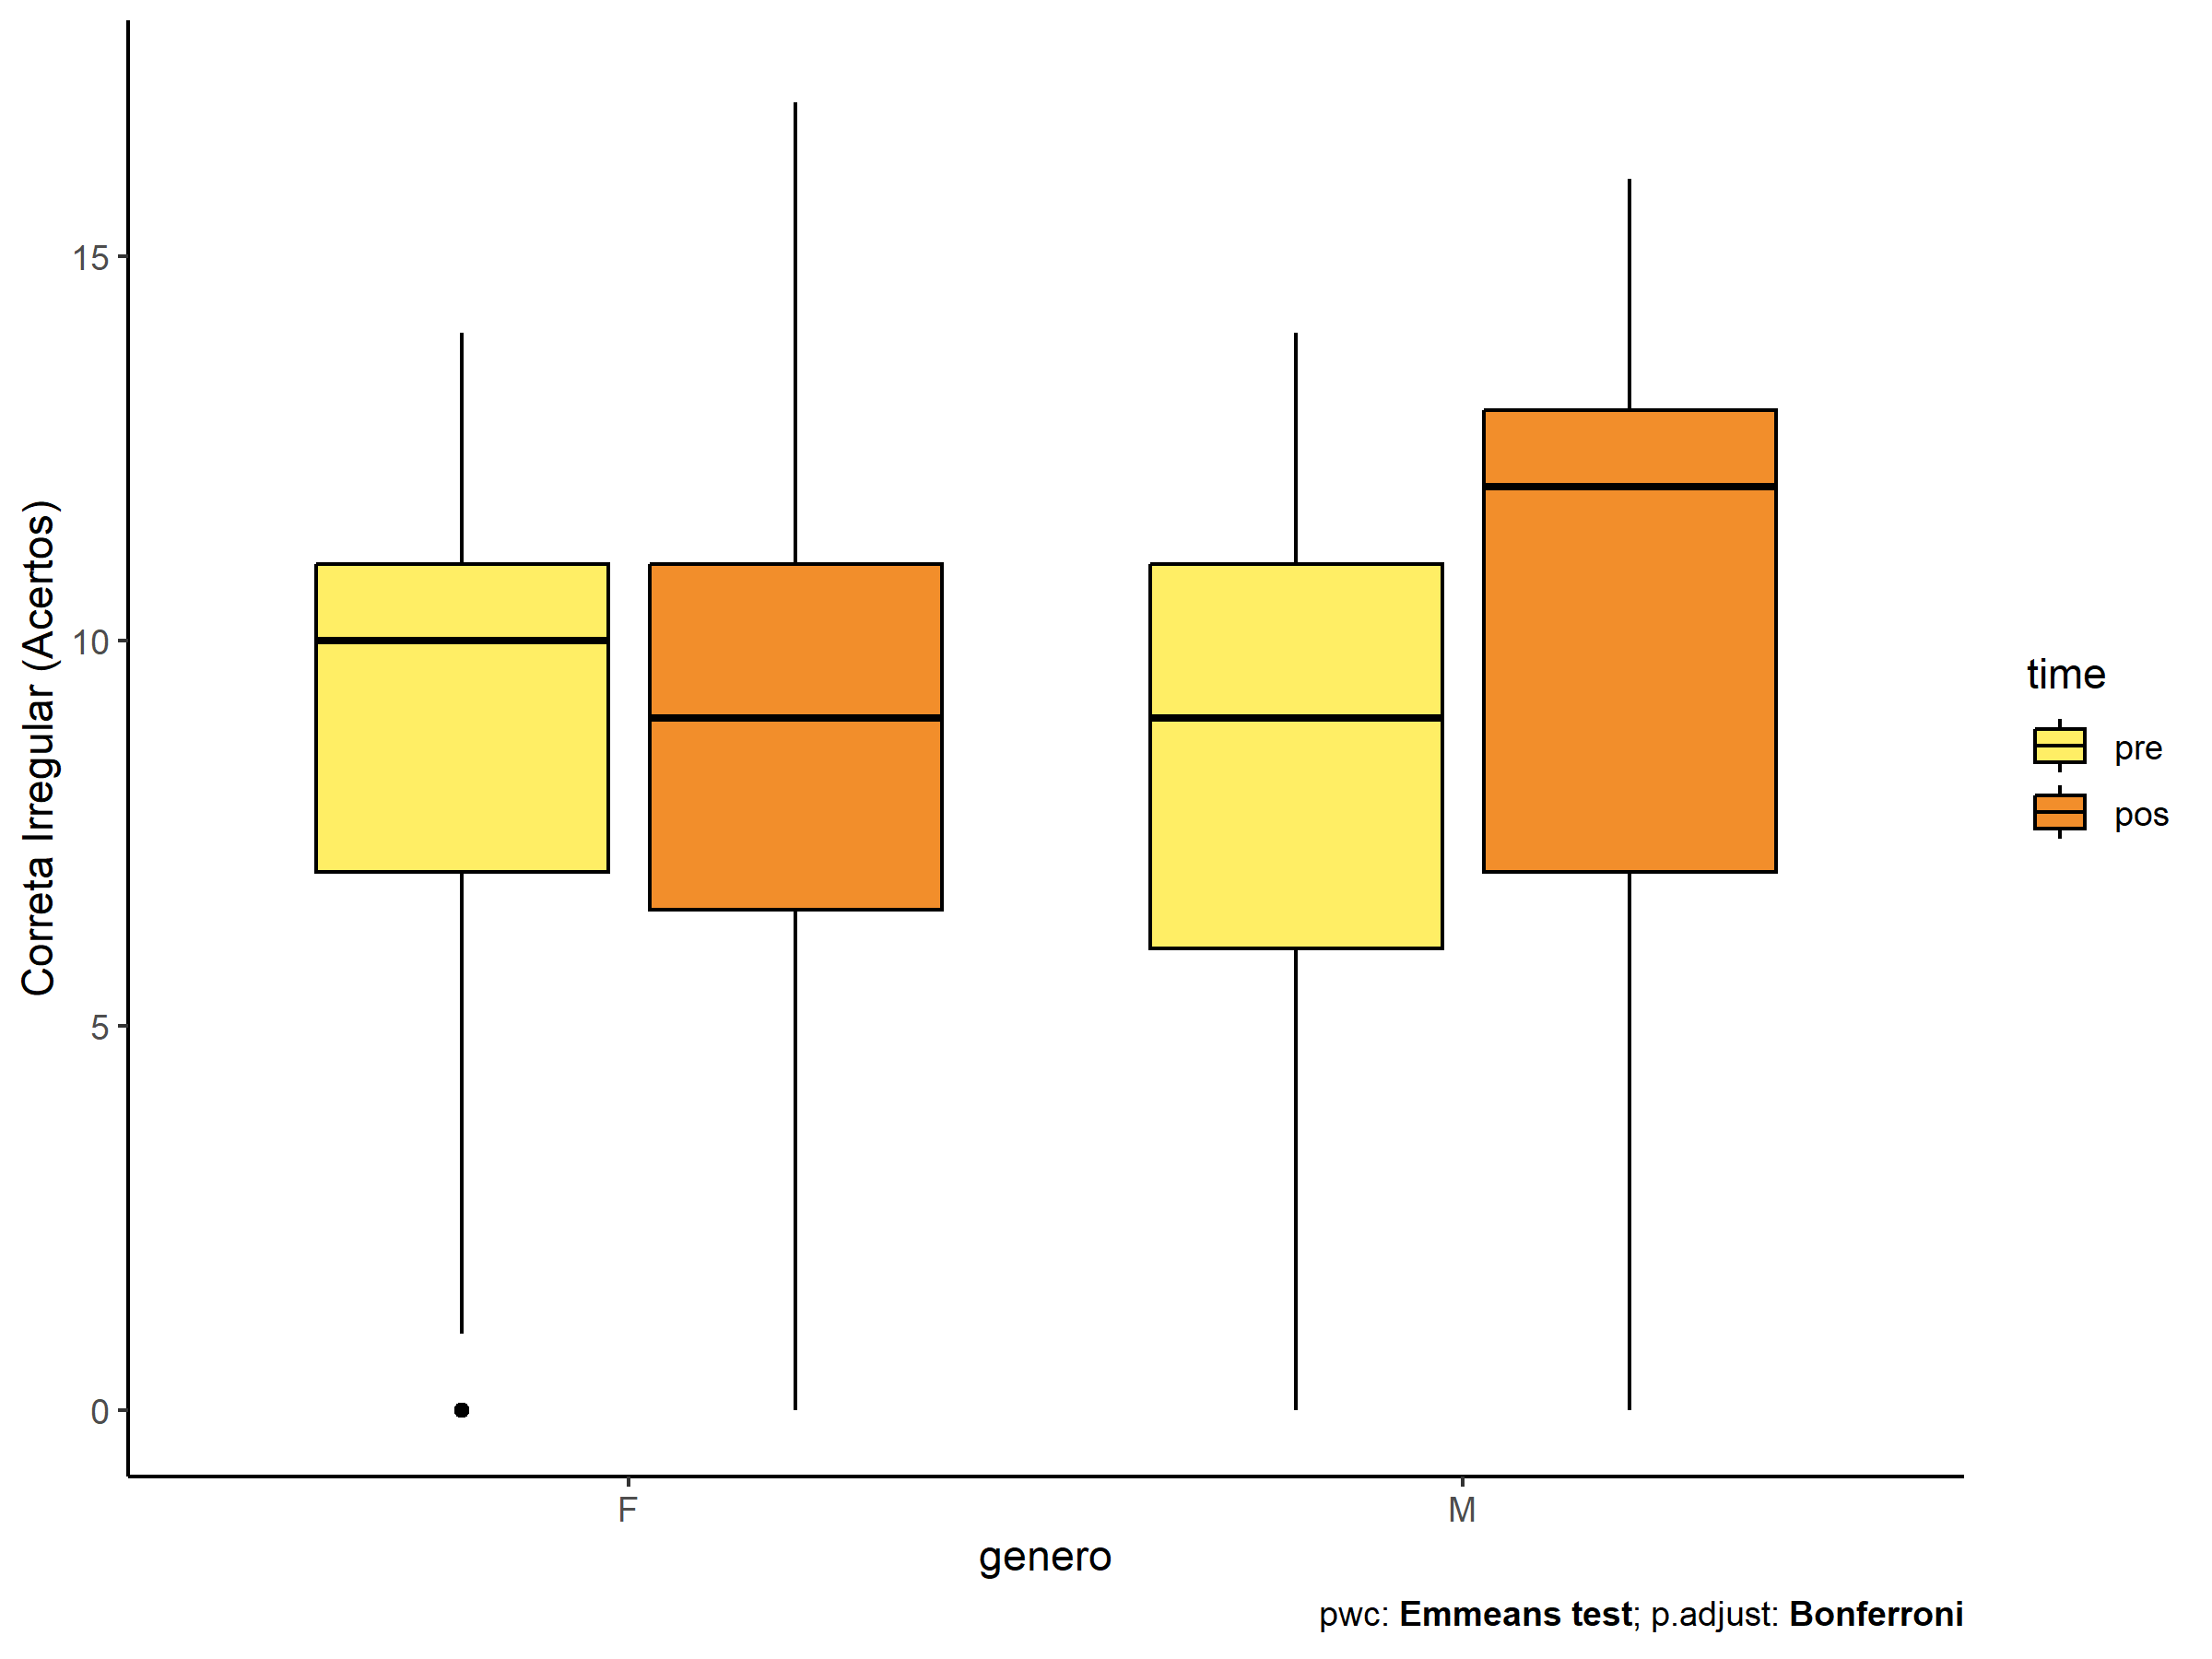 Correta Irregular (Acertos)
15
10
5
0
F
M
genero
time
pre
pos
pwc: Emmeans test; p.adjust: Bonferroni